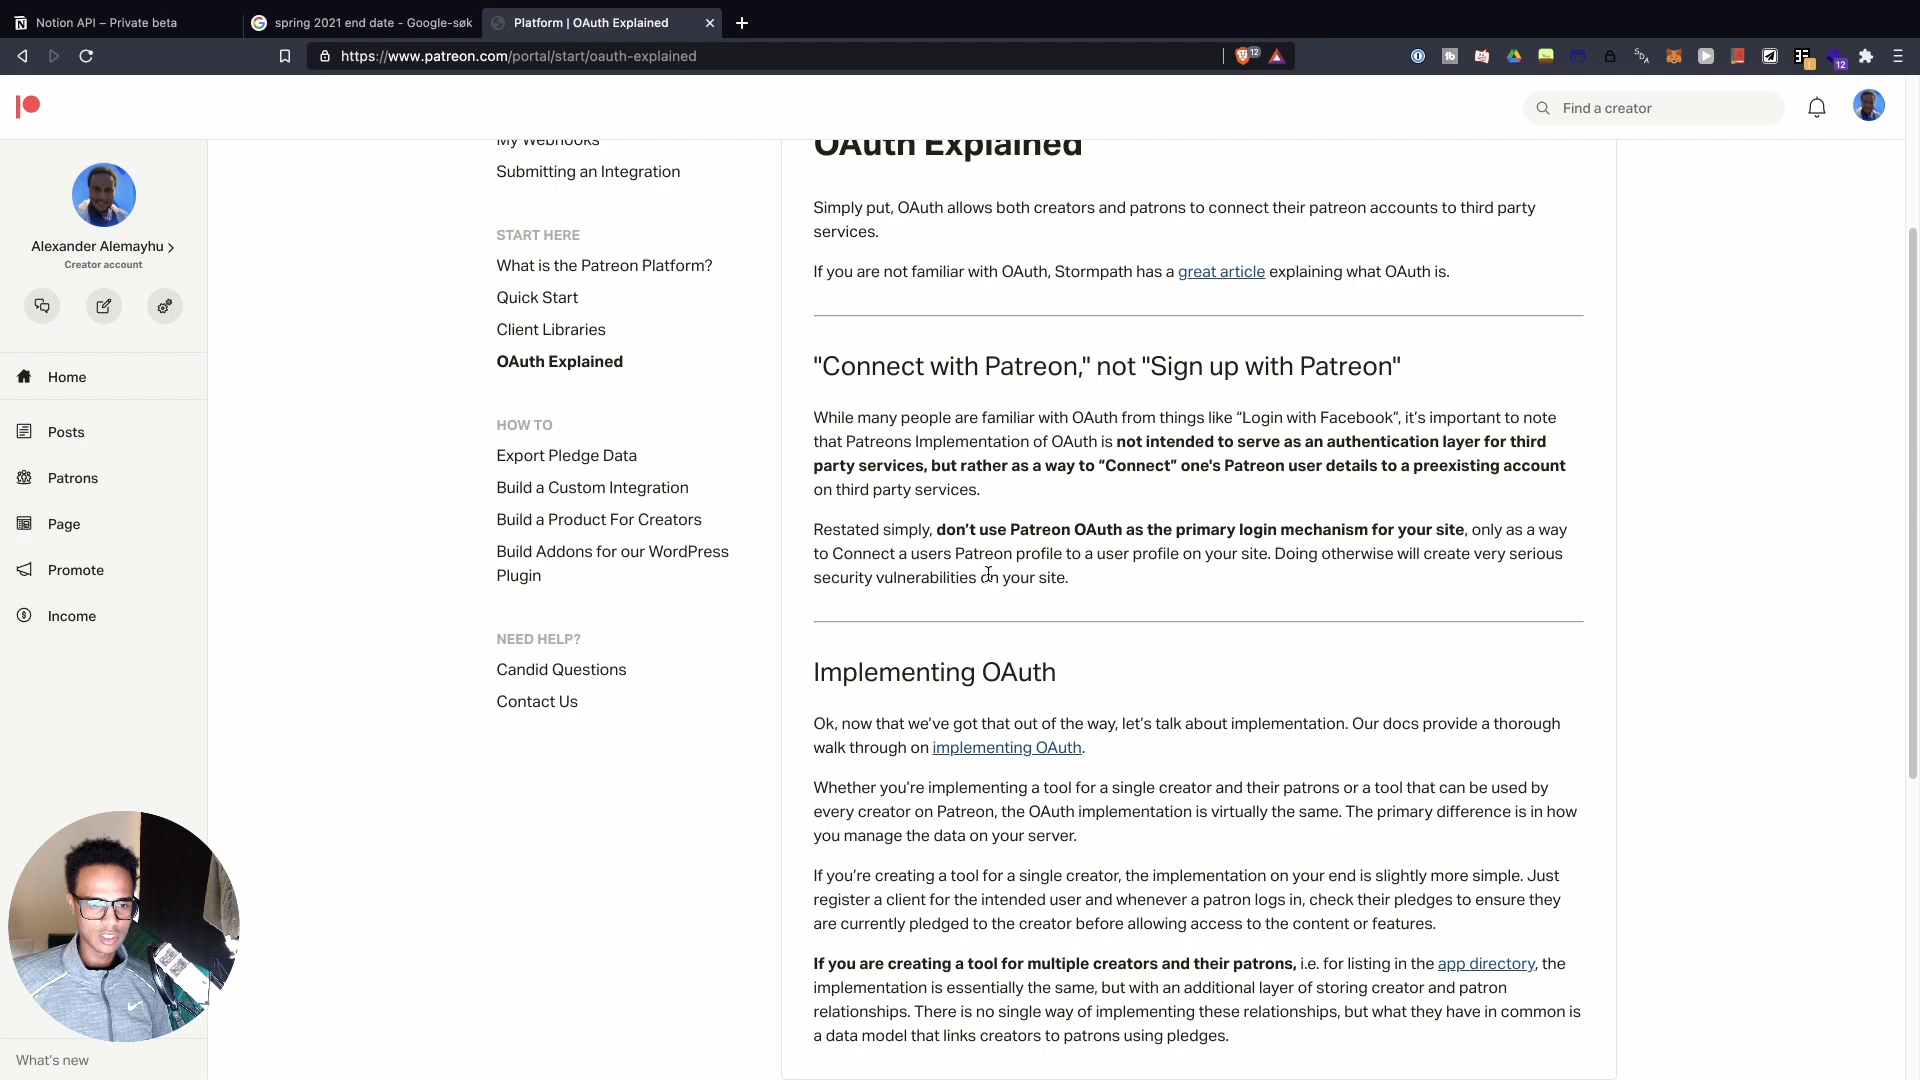 Notion API – Private beta
spring 2021 end date - Google-søk
Platform | OAuth Explained
https://www.patreon.com/portal/start/oauth-explained
12
12
Find a creator
Alexander Alemayhu
Creator account
Home
Posts
Patrons
Page
Promote
Income
What's new
My Webhooks
Submitting an Integration
START HERE
What is the Patreon Platform?
Quick Start
Client Libraries
OAuth Explained
HOW TO
Export Pledge Data
Build a Custom Integration
Build a Product For Creators
Build Addons for our WordPress
Plugin
NEED HELP?
Candid Questions
Contact Us
OAuth Explained
Simply put, OAuth allows both creators and patrons to connect their patreon accounts to third party
services.
If you are not familiar with OAuth, Stormpath has a great article explaining what OAuth is.
"Connect with Patreon," not "Sign up with Patreon"
While many people are familiar with OAuth from things like “Login with Facebook”, it’s important to note
that Patreons Implementation of OAuth is not intended to serve as an authentication layer for third
party services, but rather as a way to “Connect” one's Patreon user details to a preexisting account
on third party services.
Restated simply, don’t use Patreon OAuth as the primary login mechanism for your site, only as a way
to Connect a users Patreon profile to a user profile on your site. Doing otherwise will create very serious
security vulnerabilities on your site.
Implementing OAuth
Ok, now that we’ve got that out of the way, let’s talk about implementation. Our docs provide a thorough
walk through on implementing OAuth.
Whether you’re implementing a tool for a single creator and their patrons or a tool that can be used by
every creator on Patreon, the OAuth implementation is virtually the same. The primary difference is in how
you manage the data on your server.
If you’re creating a tool for a single creator, the implementation on your end is slightly more simple. Just
register a client for the intended user and whenever a patron logs in, check their pledges to ensure they
are currently pledged to the creator before allowing access to the content or features.
If you are creating a tool for multiple creators and their patrons, i.e. for listing in the app directory, the
implementation is essentially the same, but with an additional layer of storing creator and patron
relationships. There is no single way of implementing these relationships, but what they have in common is
a data model that links creators to patrons using pledges.